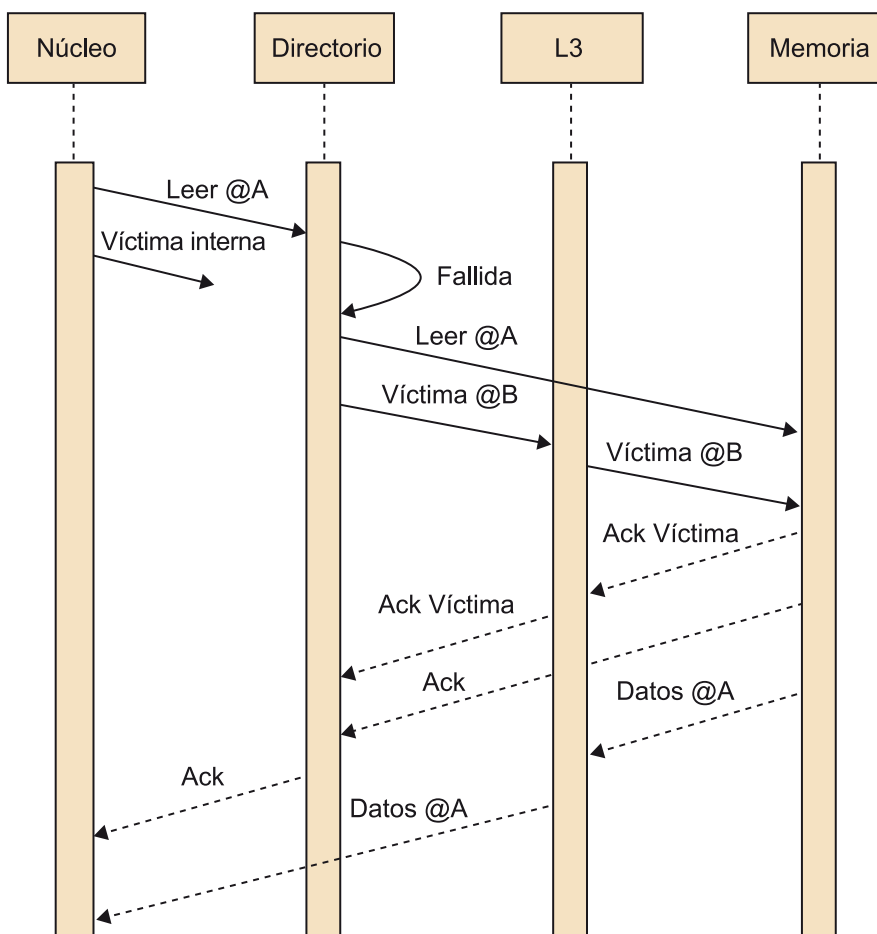 Núcleo
Directorio
L3
Memoria
Leer @A
Víctima interna
Fallida
Leer @A
Víctima @B
Víctima @B
Ack Víctima
Ack Víctima
Ack
Datos @A
Ack
Datos @A